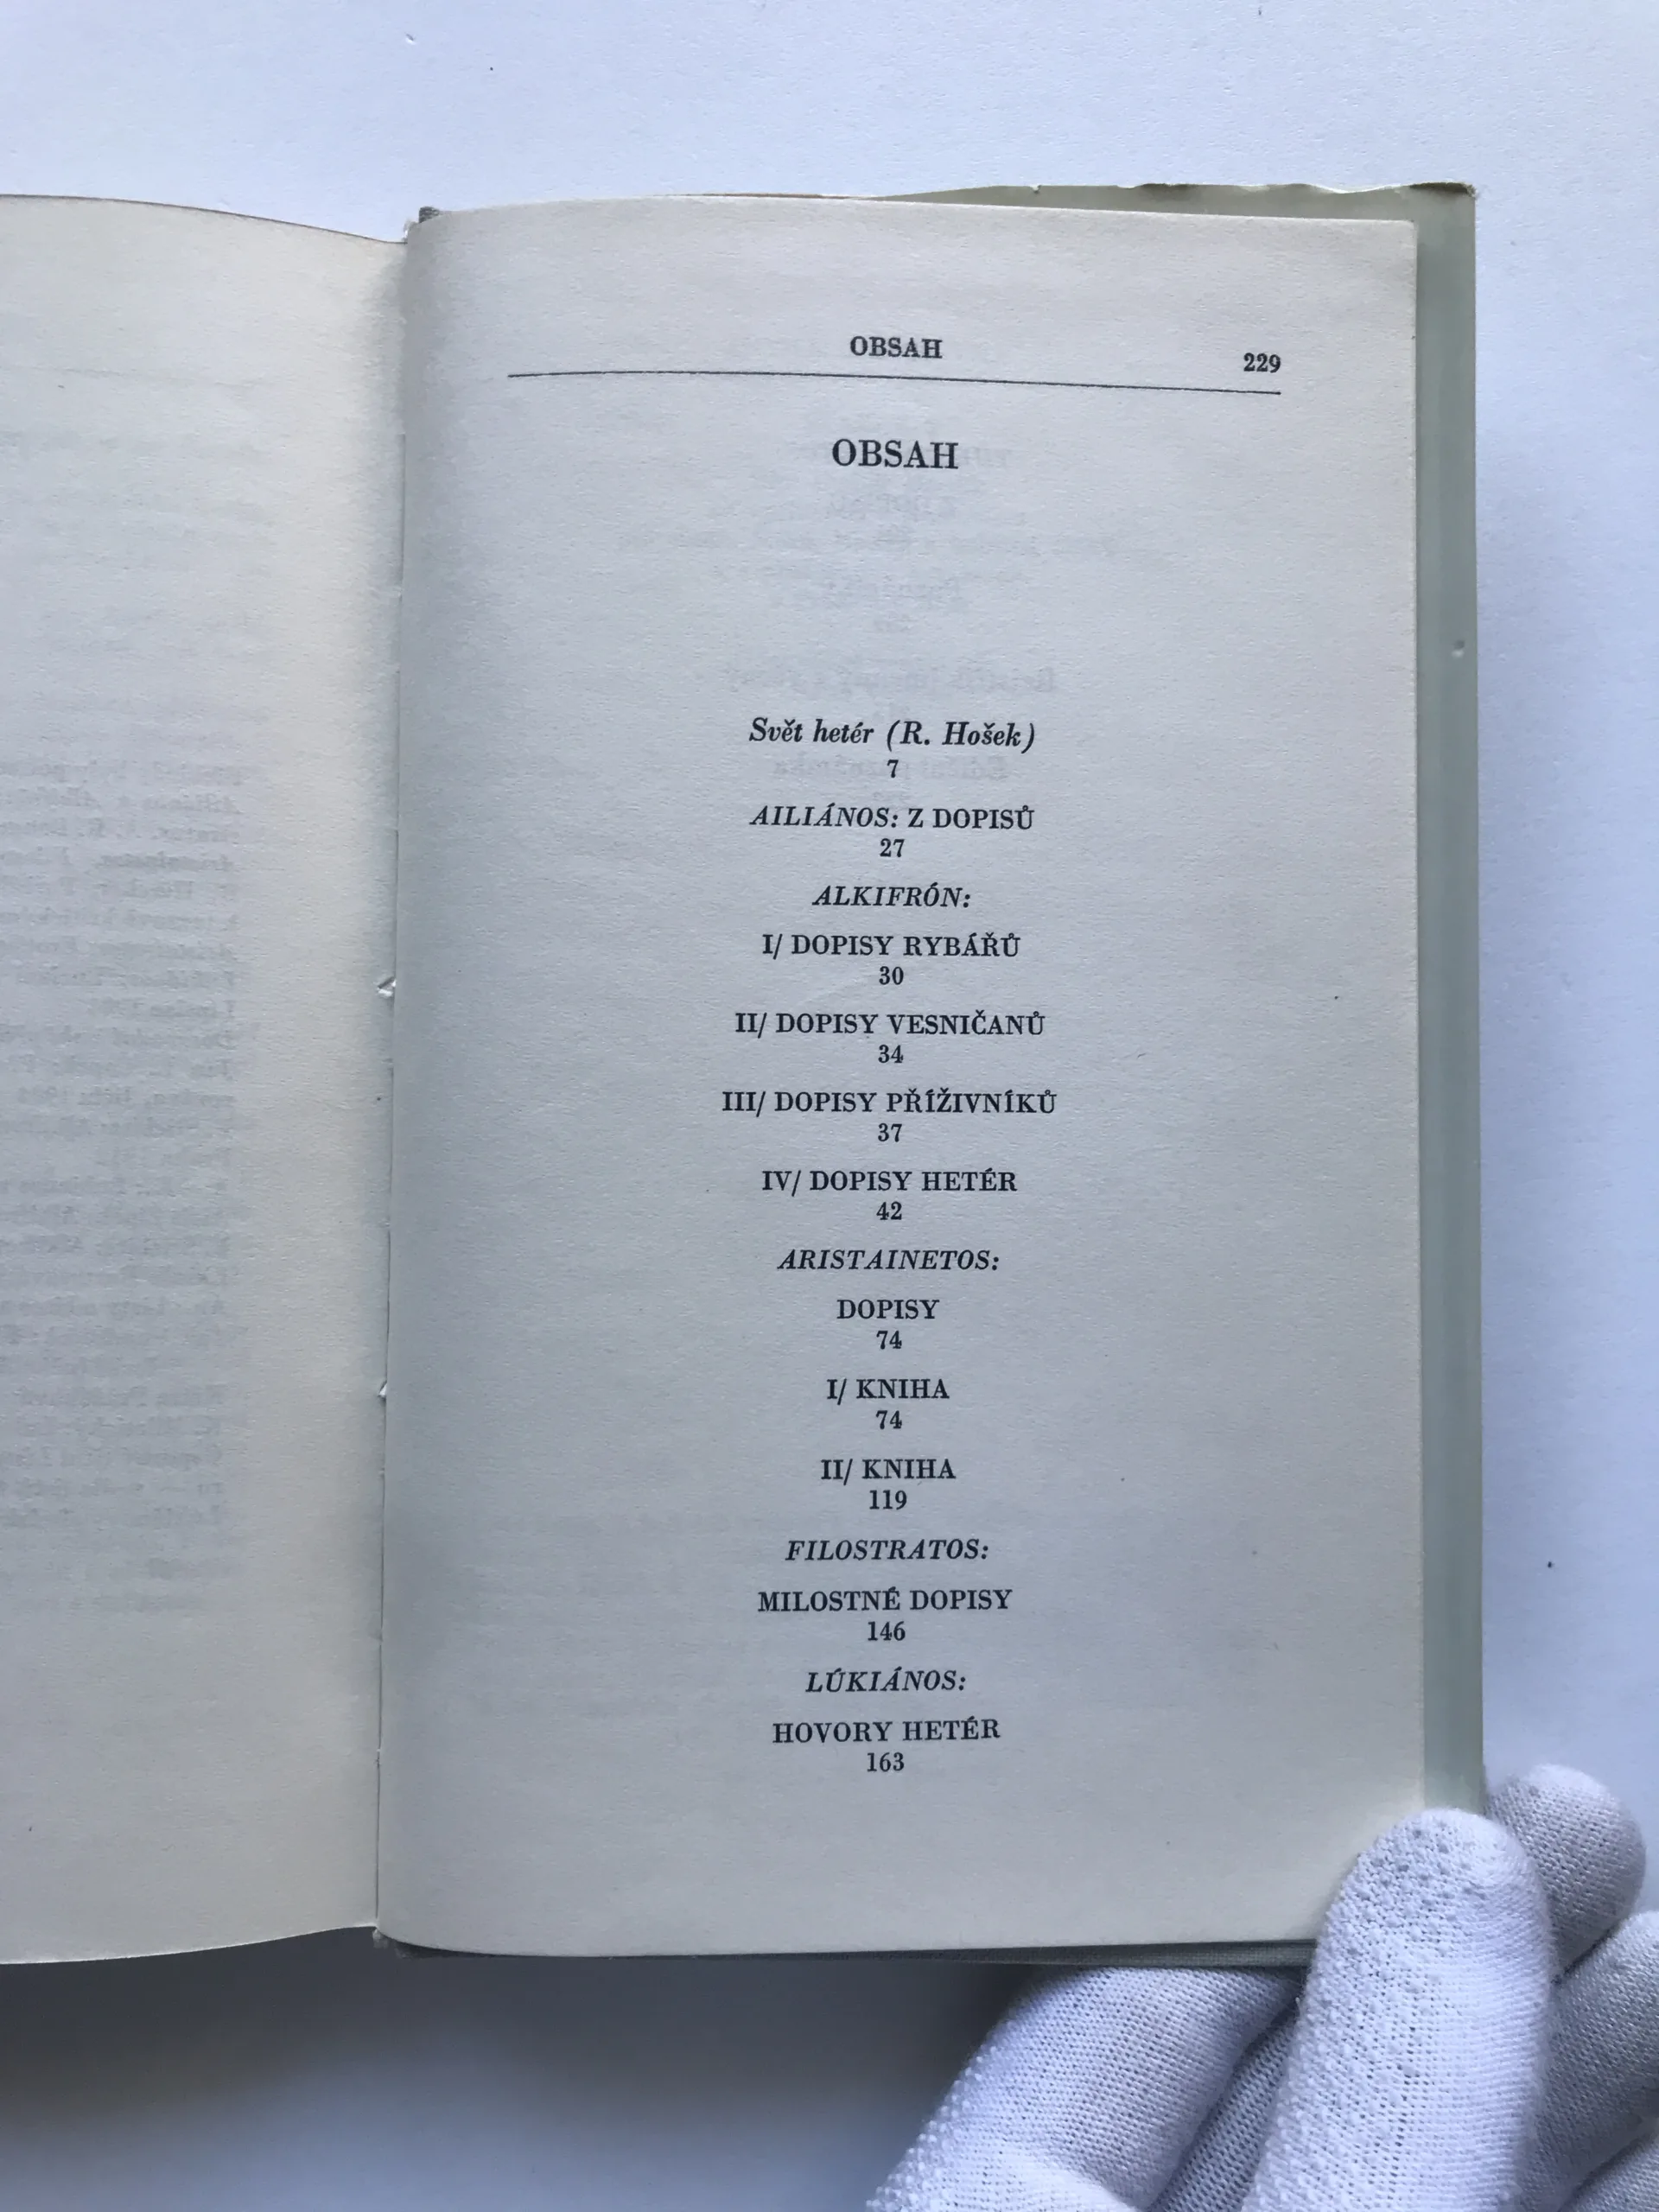 OBSAH
229
OBSAH
Svět hetér (R. Hošek)
7
AILIÁNOS: Z DOPISŮ
27
ALKIFRÓN:
I/ DOPISY RYBÁŘŮ
30
II/ DOPISY VESNIČANŮ
34
III/ DOPISY PŘÍŽIVNÍKŮ
37
IV/ DOPISY HETÉR
42
ARISTAINETOS:
DOPISY
74
I/ KNIHA
74
II/ KNIHA
119
FILOSTRATOS:
MILOSTNÉ DOPISY
146
LÚKIÁNOS:
HOVORY HETÉR
163